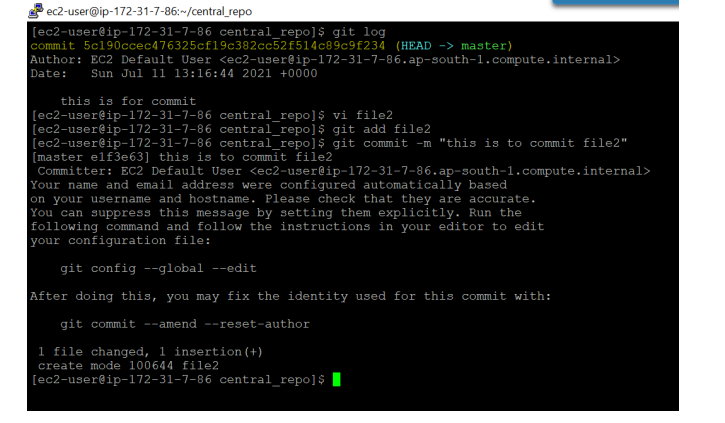 ec2-user@ip-172-31-7-86:~/central_repo
[ec2-user@ip-172-31-7-86 central_repo]$ git log
commit 5c190ccec476325cf19c382cc52f514c89c9f234 (HEAD -> master)
Author: EC2 Default User <ec2-user@ip-172-31-7-86.ap-south-1.compute.internal>
Date:   Sun Jul 11 13:16:44 2021 +0000
    this is for commit
[ec2-user@ip-172-31-7-86 central_repo]$ vi file2
[ec2-user@ip-172-31-7-86 central_repo]$ git add file2
[ec2-user@ip-172-31-7-86 central_repo]$ git commit -m "this is to commit file2"
[master e1f3e63] this is to commit file2
 Committer: EC2 Default User <ec2-user@ip-172-31-7-86.ap-south-1.compute.internal>
Your name and email address were configured automatically based
on your username and hostname. Please check that they are accurate.
You can suppress this message by setting them explicitly. Run the
following command and follow the instructions in your editor to edit
your configuration file:
    git config --global --edit
After doing this, you may fix the identity used for this commit with:
    git commit --amend --reset-author
 1 file changed, 1 insertion(+)
 create mode 100644 file2
[ec2-user@ip-172-31-7-86 central_repo]$